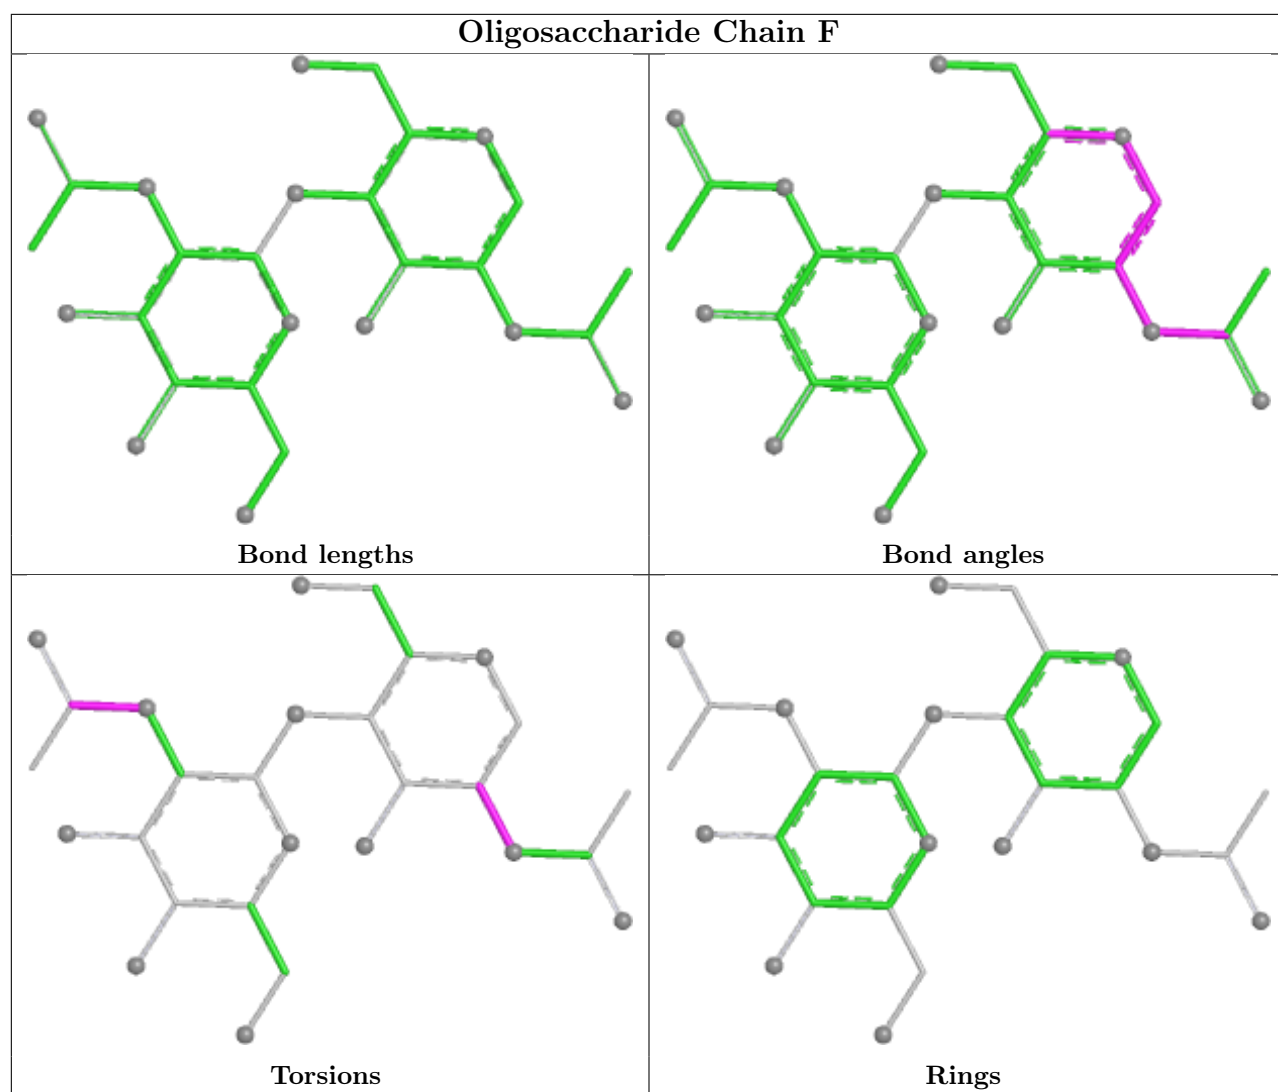 Oligosaccharide Chain F
Bond lengths
Bond angles
Torsions
Rings